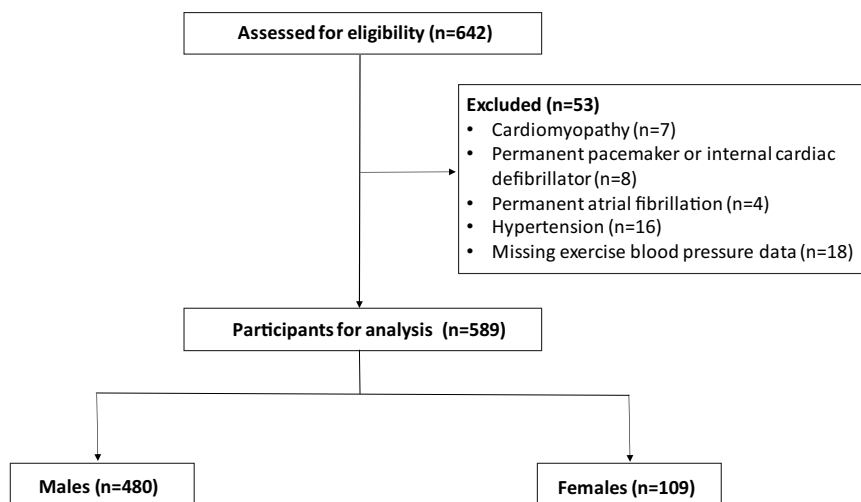 Assessed for eligibility (n=642)
Excluded (n=53)
• Cardiomyopathy (n=7)
• Permanent pacemaker or internal cardiac
defibrillator (n=8)
• Permanent atrial fibrillation (n=4)
• Hypertension (n=16)
• Missing exercise blood pressure data (n=18)
Participants for analysis (n=589)
Males (n=480)
Females (n=109)